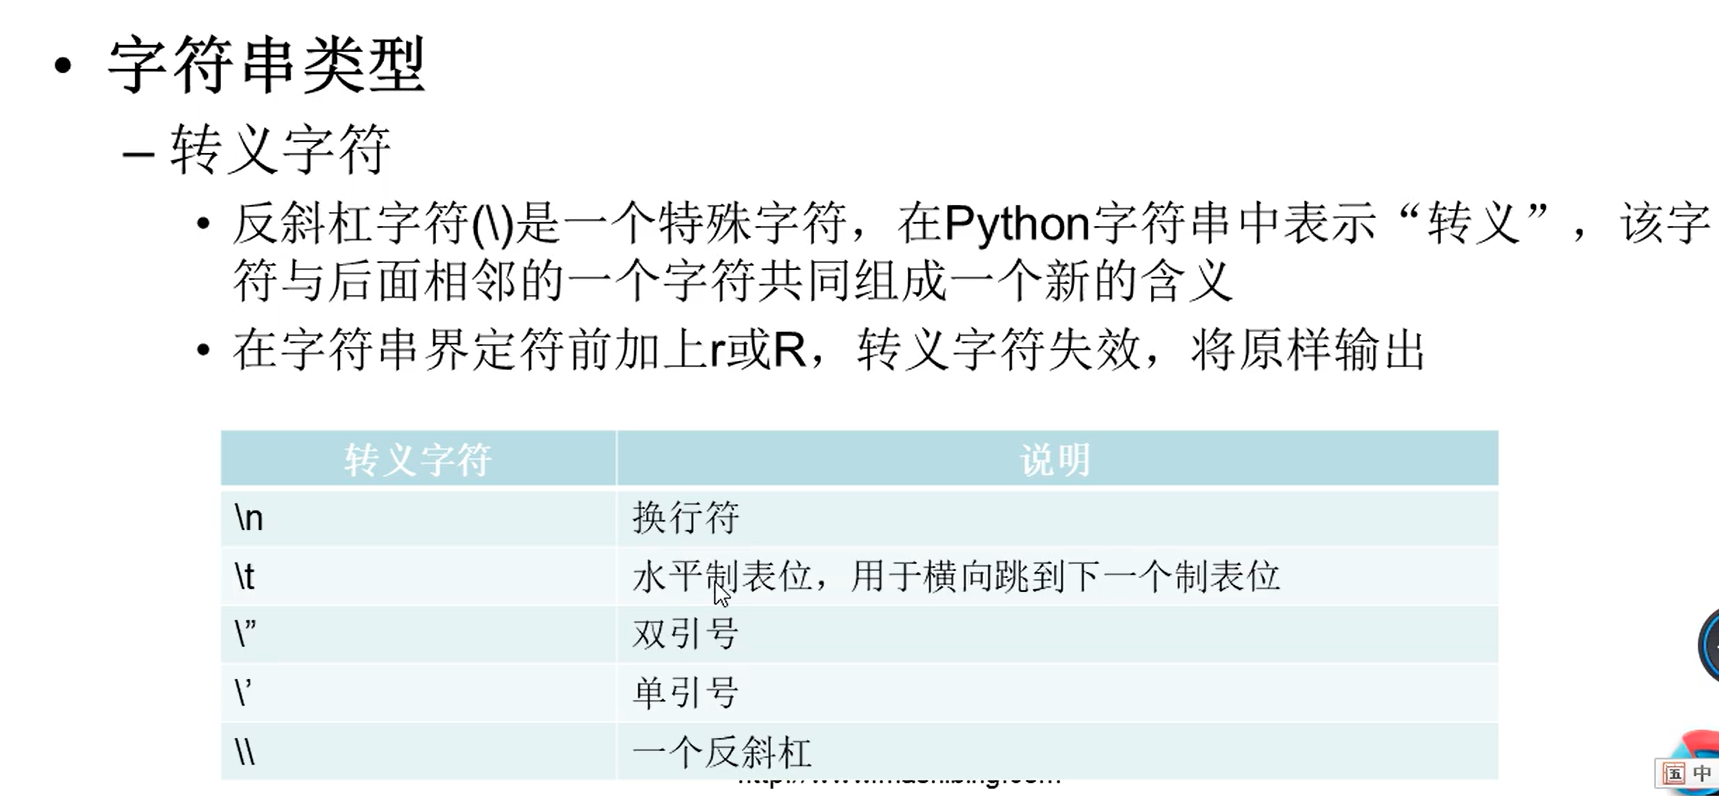 • 字符串类型
– 转义字符
• 反斜杠字符(\)是一个特殊字符，在Python字符串中表示“转义”，该字
符与后面相邻的一个字符共同组成一个新的含义
• 在字符串界定符前加上r或R，转义字符失效，将原样输出
转义字符 说明
\n 换行符
\t 水平制表位，用于横向跳到下一个制表位
\” 双引号
\’ 单引号
\\ 一个反斜杠
五 中